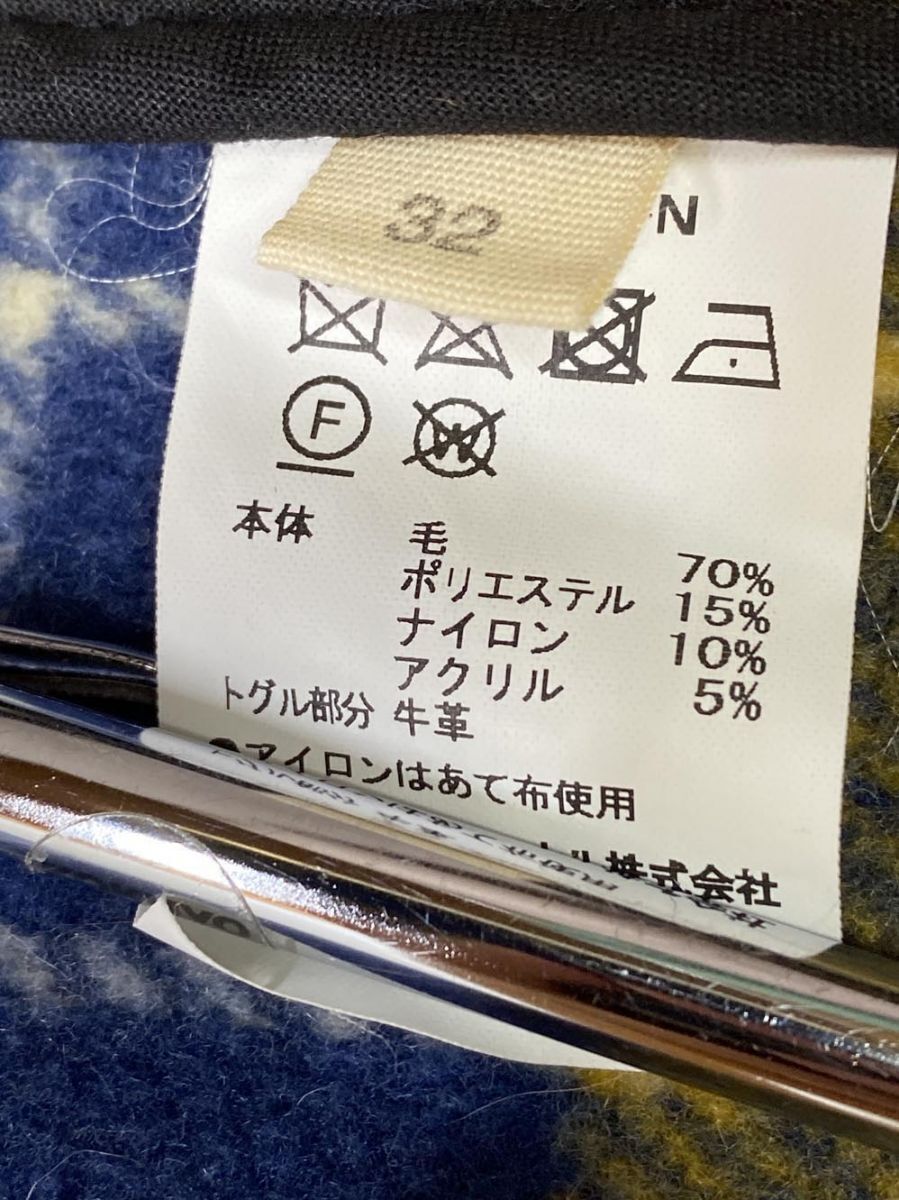 32
-N
F
W
本体 毛 70%
ポリエステル 15%
ナイロン 10%
アクリル 5%
トグル部分 牛革
●アイロンはあて布使用
株式会社